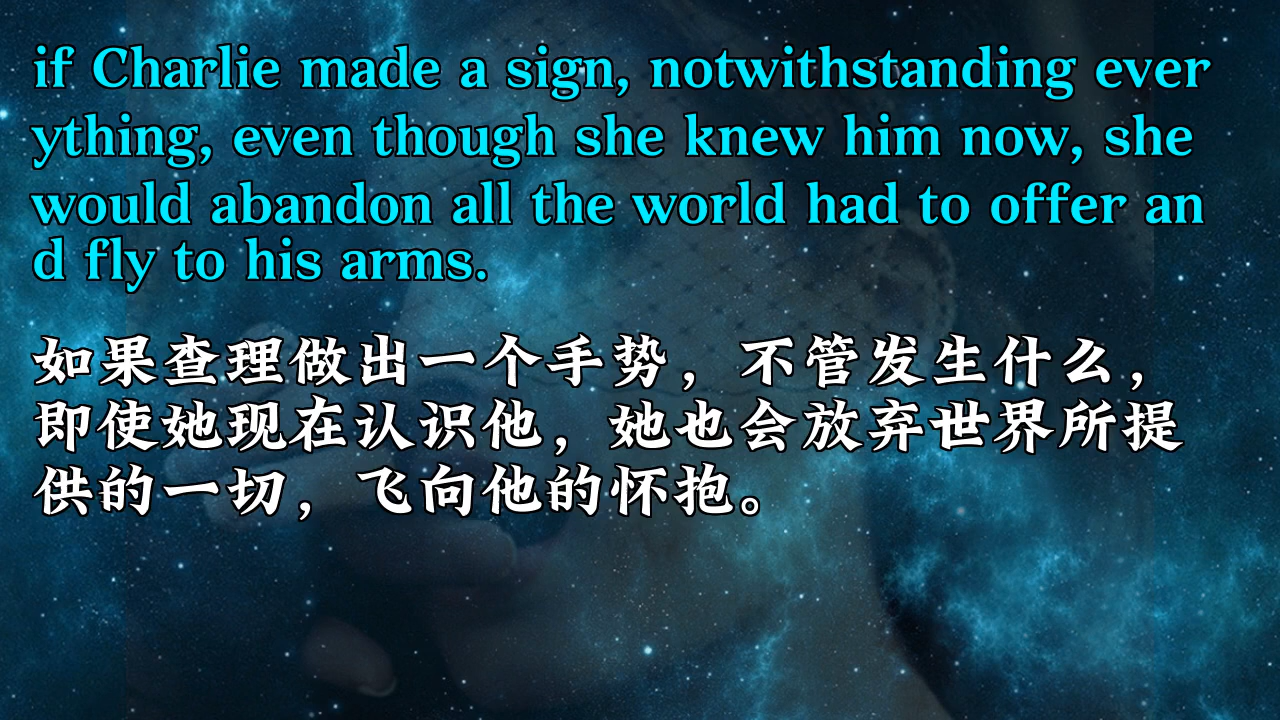 if Charlie made a sign, notwithstanding ever
ything, even though she knew him now, she
would abandon all the world had to offer an
d fly to his arms.
如果查理做出一个手势，不管发生什么，
即使她现在认识他，她也会放弃世界所提
供的一切，飞向他的怀抱。